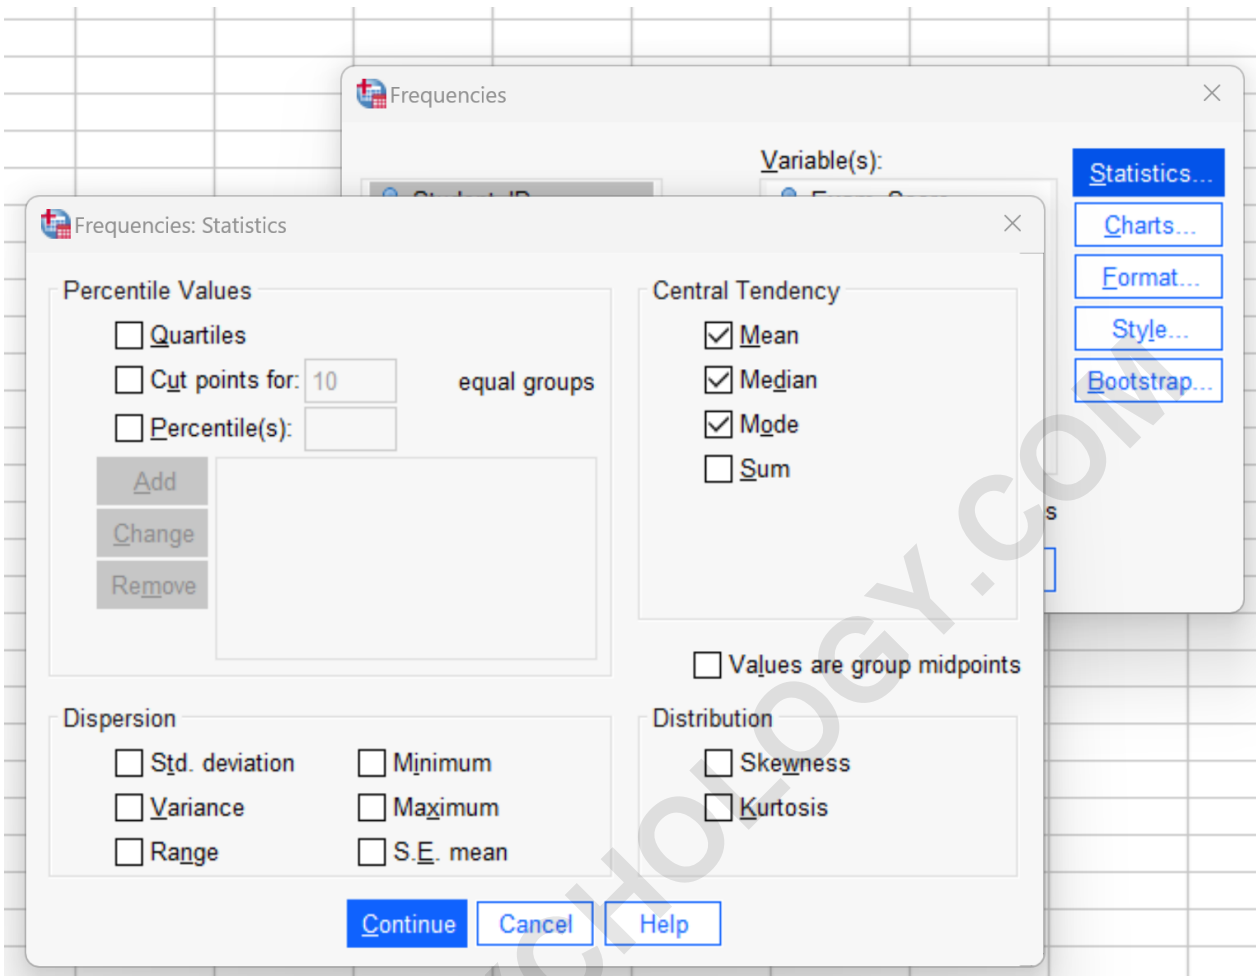 Frequencies
Variable(s):
Statistics...
Charts...
Format...
Style...
Bootstrap...
Frequencies: Statistics
Percentile Values
Quartiles
Cut points for: 10 equal groups
Percentile(s):
Add
Change
Remove
Central Tendency
Mean
Median
Mode
Sum
Values are group midpoints
Dispersion
Std. deviation
Minimum
Variance
Maximum
Range
S.E. mean
Distribution
Skewness
Kurtosis
Continue
Cancel
Help
s
YCHOLOGY.COM